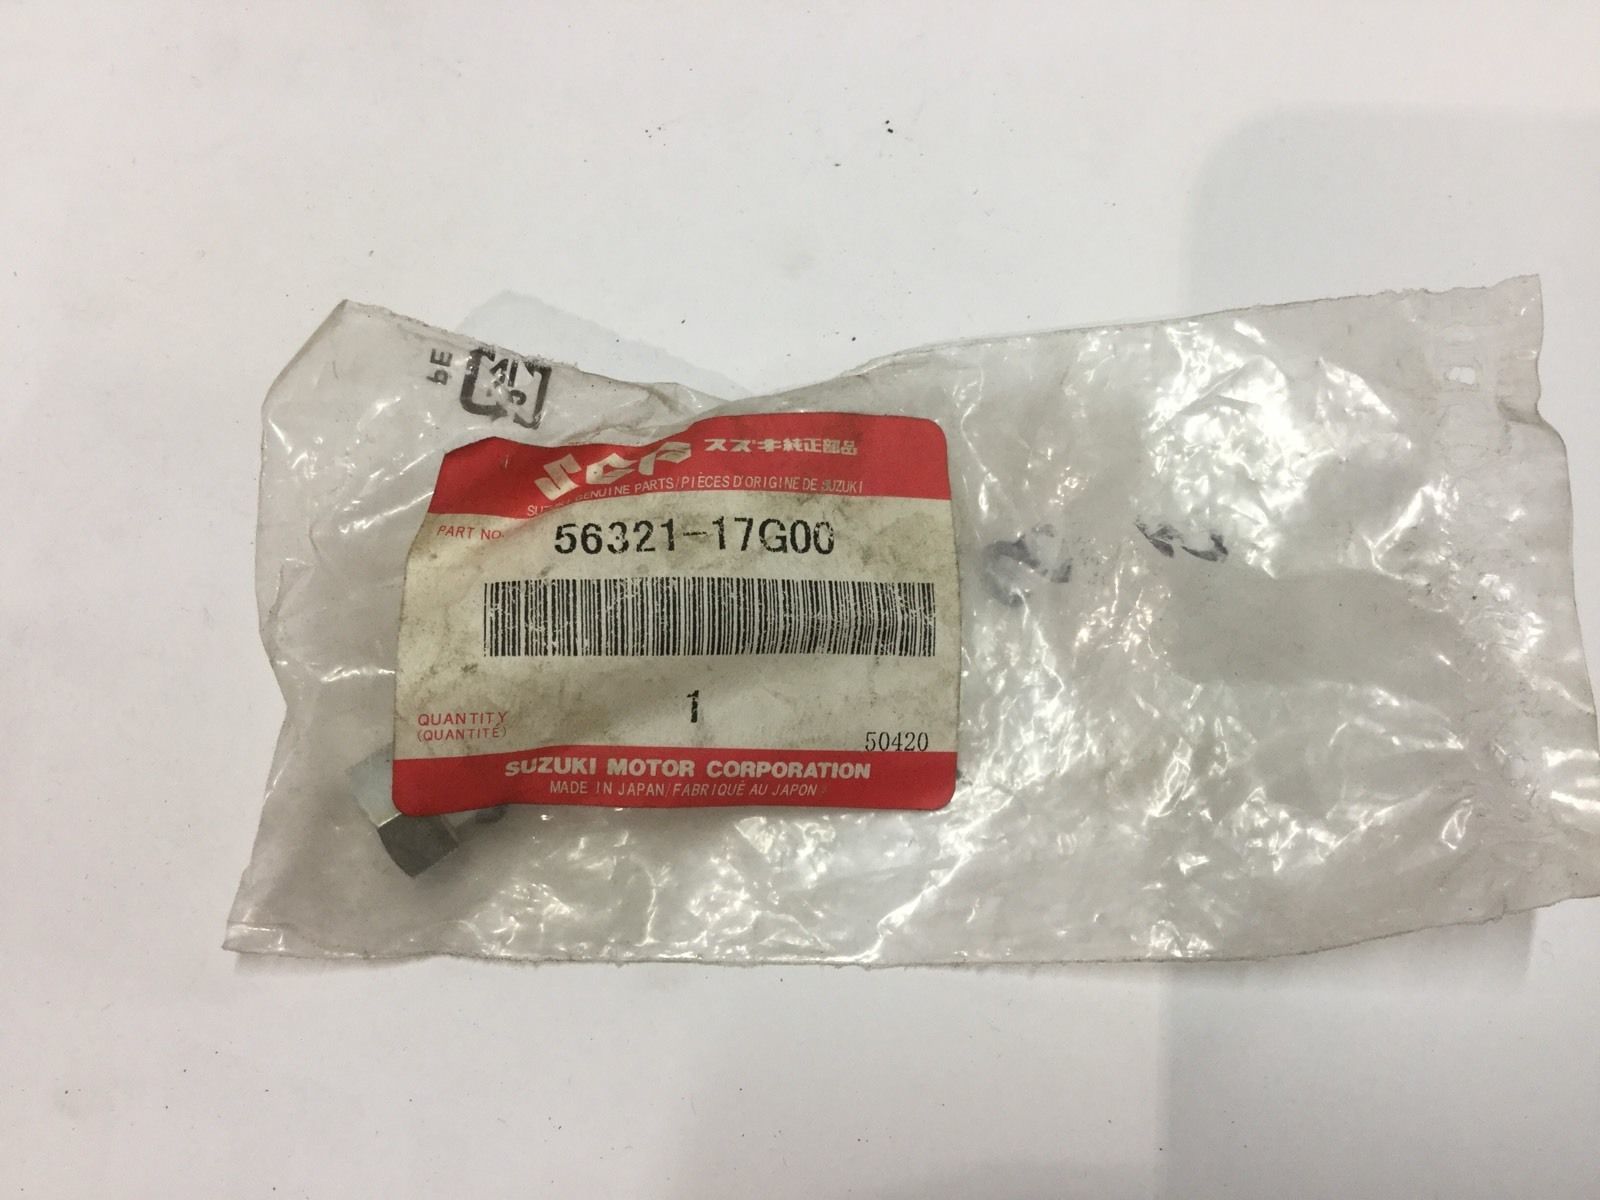 PE
SGP スズキ純正部品
SUZUKI GENUINE PARTS/PIÈCES D'ORIGINE DE SUZUKI
PART NO.
56321-17G00
1
QUANTITY
(QUANTITÉ)
50420
SUZUKI MOTOR CORPORATION
MADE IN JAPAN/FABRIQUÉ AU JAPON